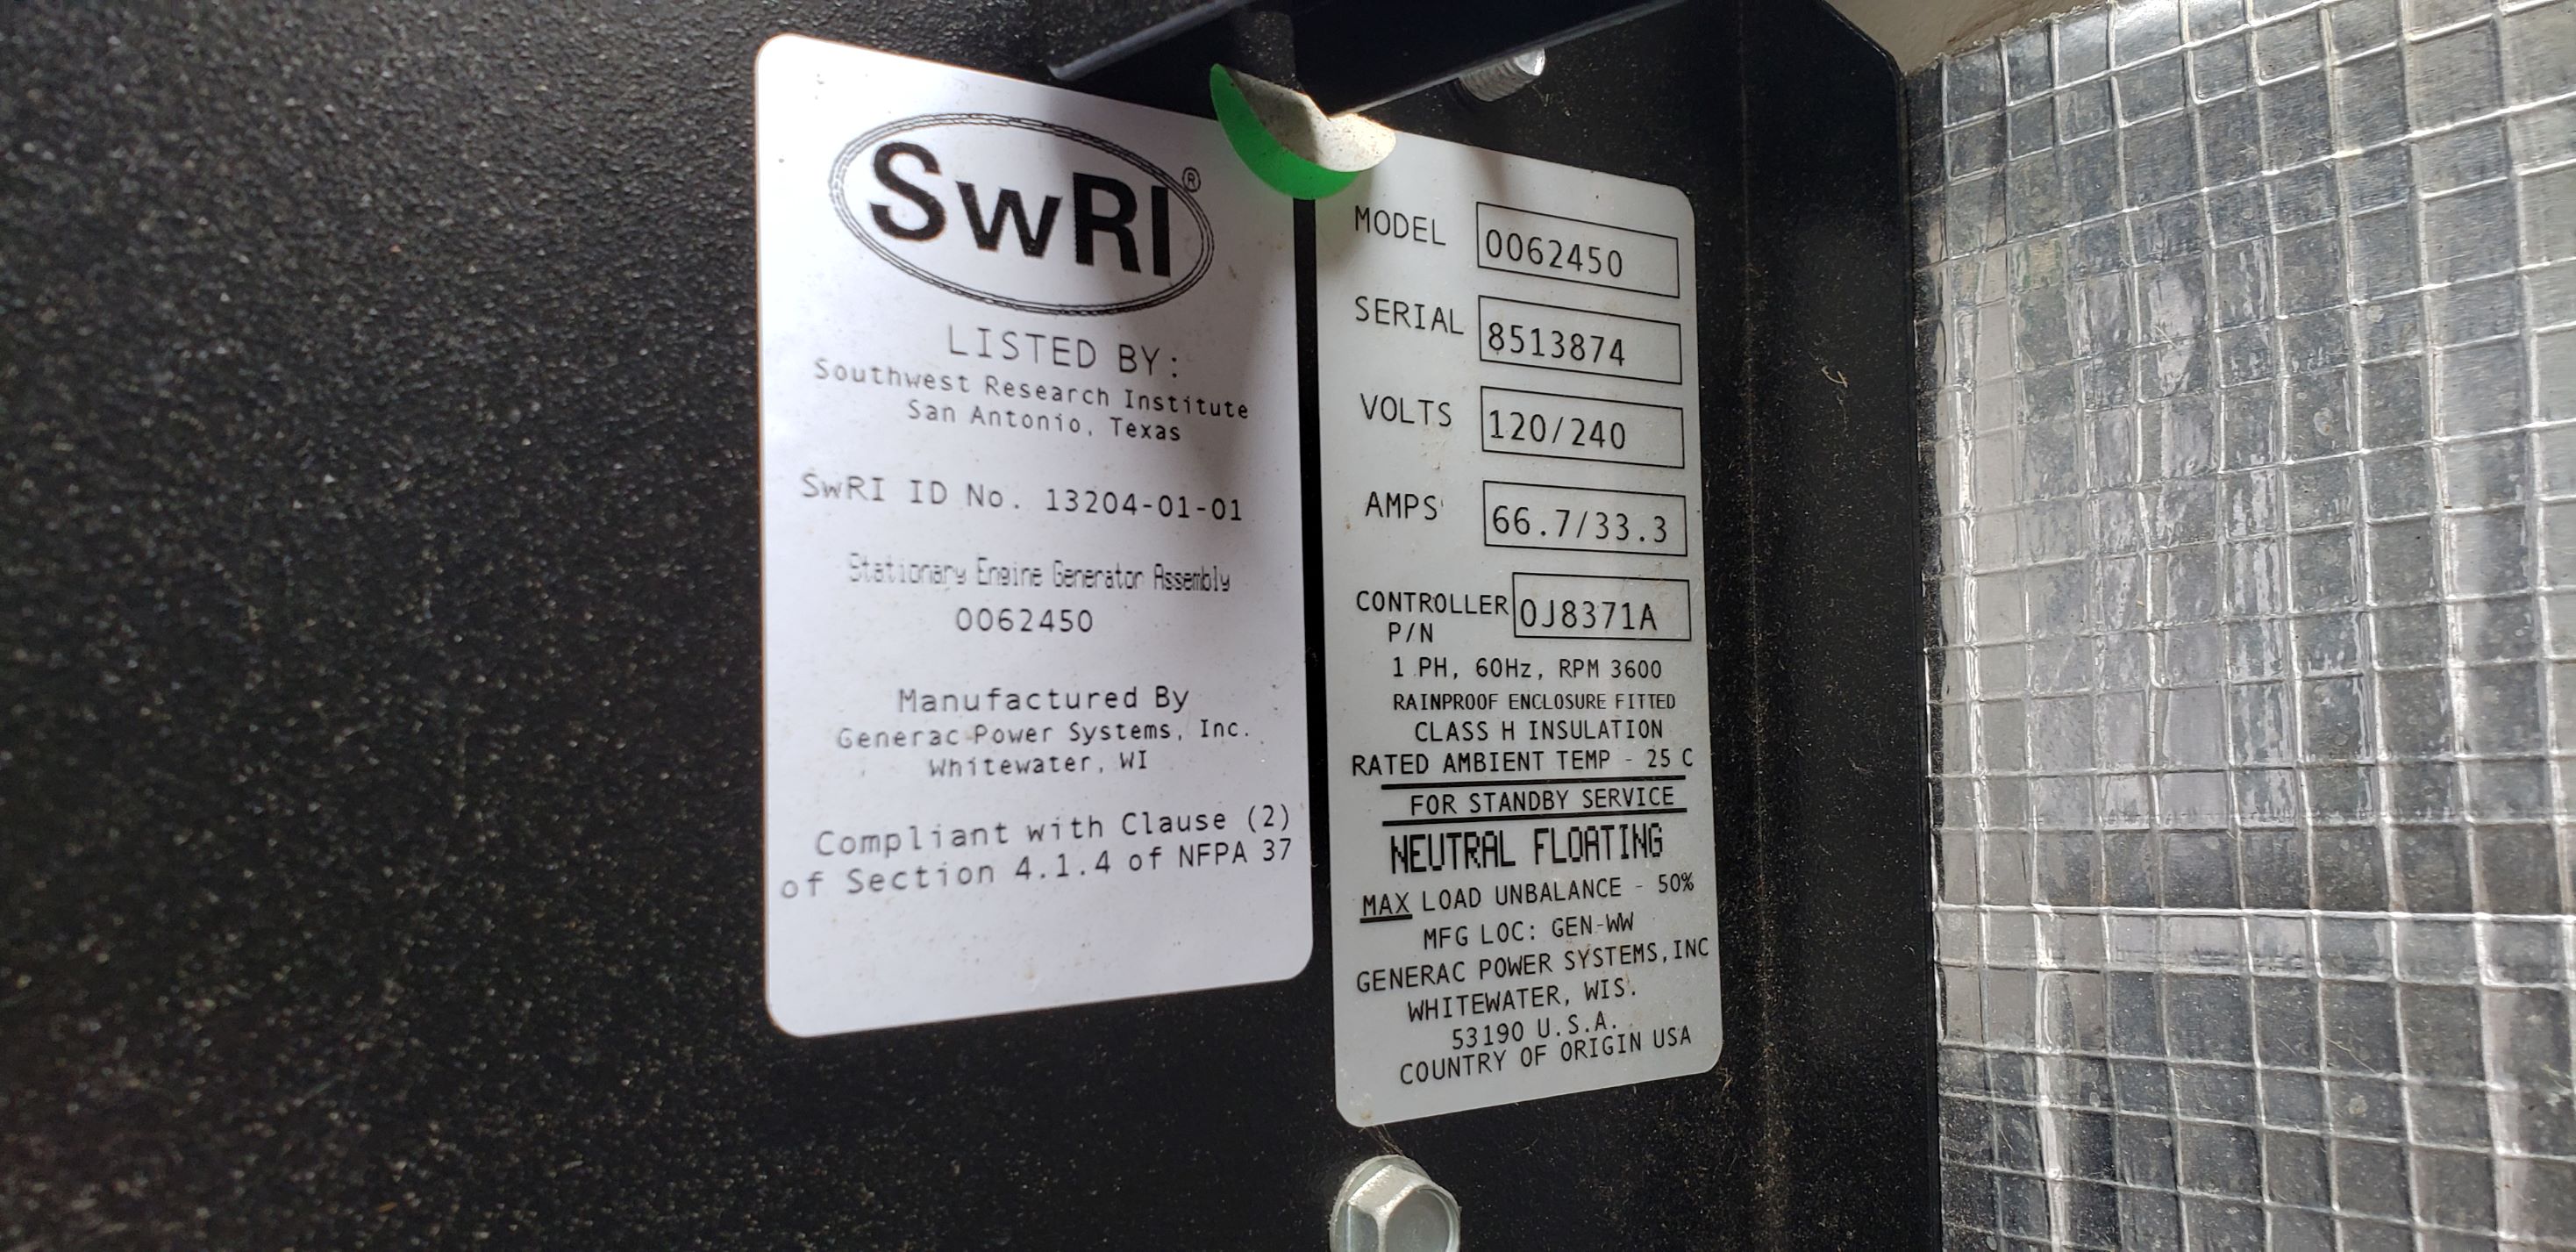 SwRI®
LISTED BY:
Southwest Research Institute
San Antonio, Texas
SwRI ID No. 13204-01-01
Stationary Engine Generator Assembly
0062450
Manufactured By
Generac Power Systems, Inc.
Whitewater, WI
Compliant with Clause (2)
of Section 4.1.4 of NFPA 37
MODEL 0062450
SERIAL 8513874
VOLTS 120/240
AMPS 66.7/33.3
CONTROLLER 0J8371A
P/N
1 PH, 60Hz, RPM 3600
RAINPROOF ENCLOSURE FITTED
CLASS H INSULATION
RATED AMBIENT TEMP - 25 C
FOR STANDBY SERVICE
NEUTRAL FLOATING
MAX LOAD UNBALANCE - 50%
MFG LOC: GEN-WW
GENERAC POWER SYSTEMS, INC
WHITEWATER, WIS.
53190 U.S.A.
COUNTRY OF ORIGIN USA